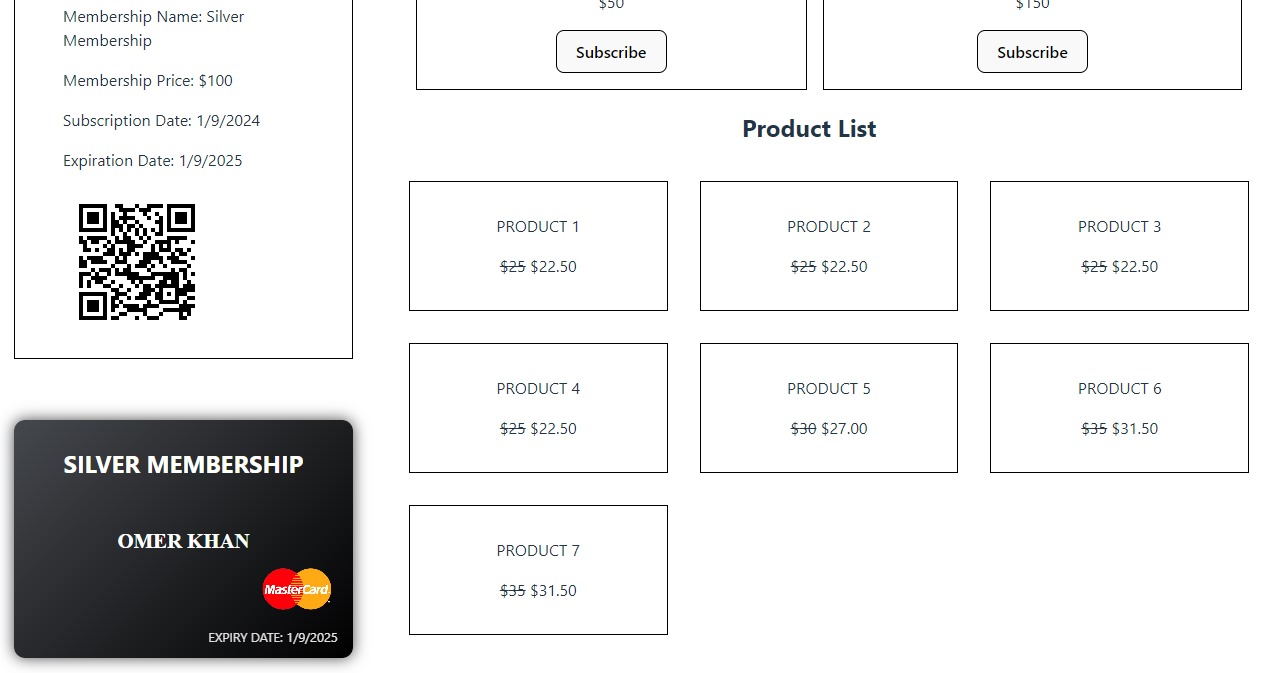 Membership Name: Silver
Membership
Membership Price: $100
Subscription Date: 1/9/2024
Expiration Date: 1/9/2025
SILVER MEMBERSHIP
OMER KHAN
MasterCard
EXPIRY DATE: 1/9/2025
$50
$150
Subscribe
Subscribe
Product List
PRODUCT 1
$25 $22.50
PRODUCT 2
$25 $22.50
PRODUCT 3
$25 $22.50
PRODUCT 4
$25 $22.50
PRODUCT 5
$30 $27.00
PRODUCT 6
$35 $31.50
PRODUCT 7
$35 $31.50